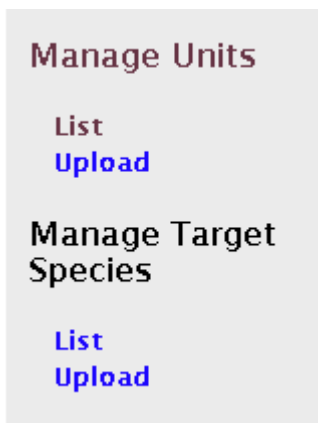 Manage Units
List
Upload
Manage Target
Species
List
Upload